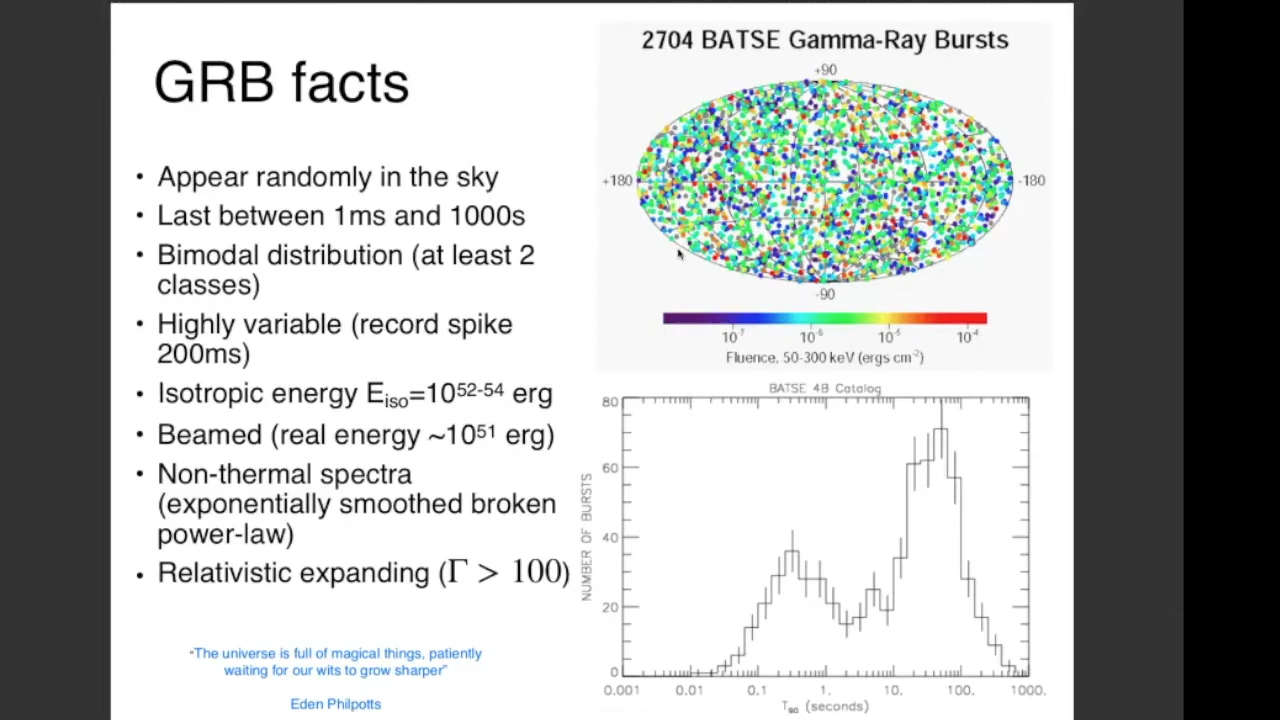 GRB facts
• Appear randomly in the sky
• Last between 1ms and 1000s
• Bimodal distribution (at least 2
classes)
• Highly variable (record spike
200ms)
• Isotropic energy Eiso=10^52-54 erg
• Beamed (real energy ~10^51 erg)
• Non-thermal spectra
(exponentially smoothed broken
power-law)
• Relativistic expanding (Γ > 100)
“The universe is full of magical things, patiently
waiting for our wits to grow sharper”
Eden Philpotts
2704 BATSE Gamma-Ray Bursts
+90
+180
-180
-90
10^-7 10^-6 10^-5 10^-4
Fluence, 50-300 keV (ergs cm^-2)
BATSE 4B Catalog
80
60
40
20
0
NUMBER OF BURSTS
0.001 0.01 0.1 1. 10. 100. 1000.
T90 (seconds)